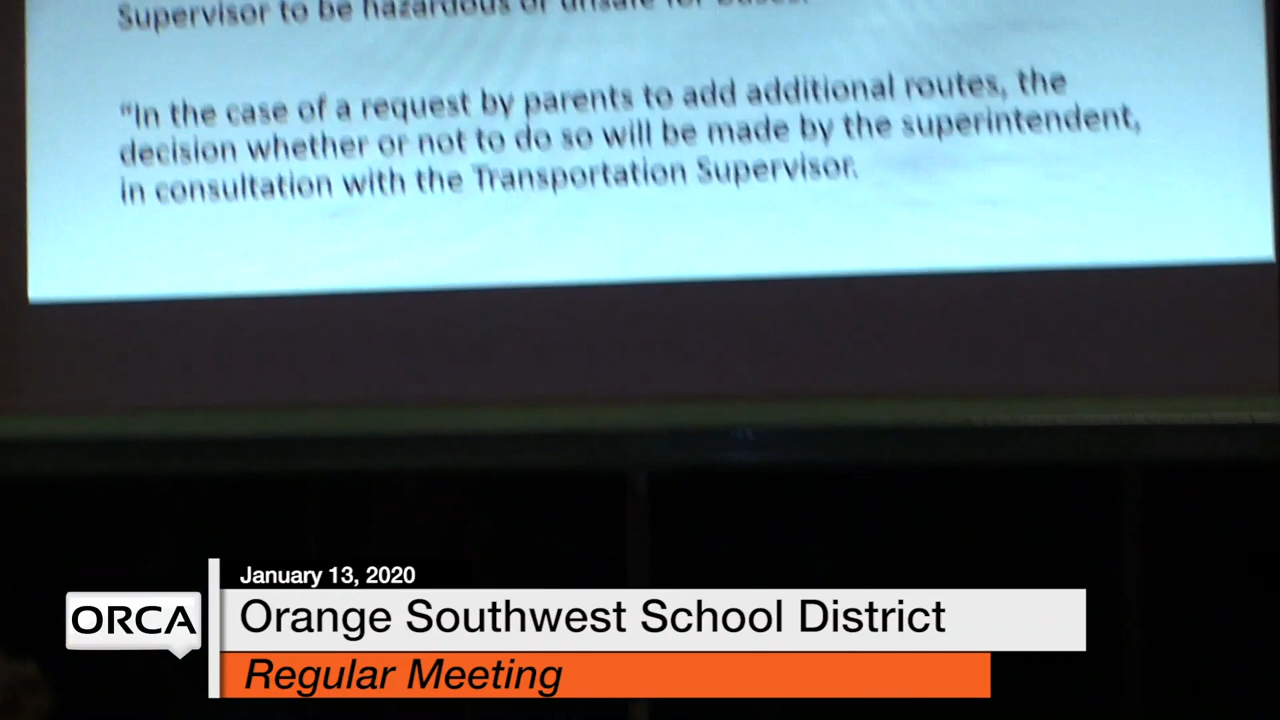 Supervisor to be hazardous or unsafe for buses.
“In the case of a request by parents to add additional routes, the
decision whether or not to do so will be made by the superintendent,
in consultation with the Transportation Supervisor.
January 13, 2020
ORCA
Orange Southwest School District
Regular Meeting